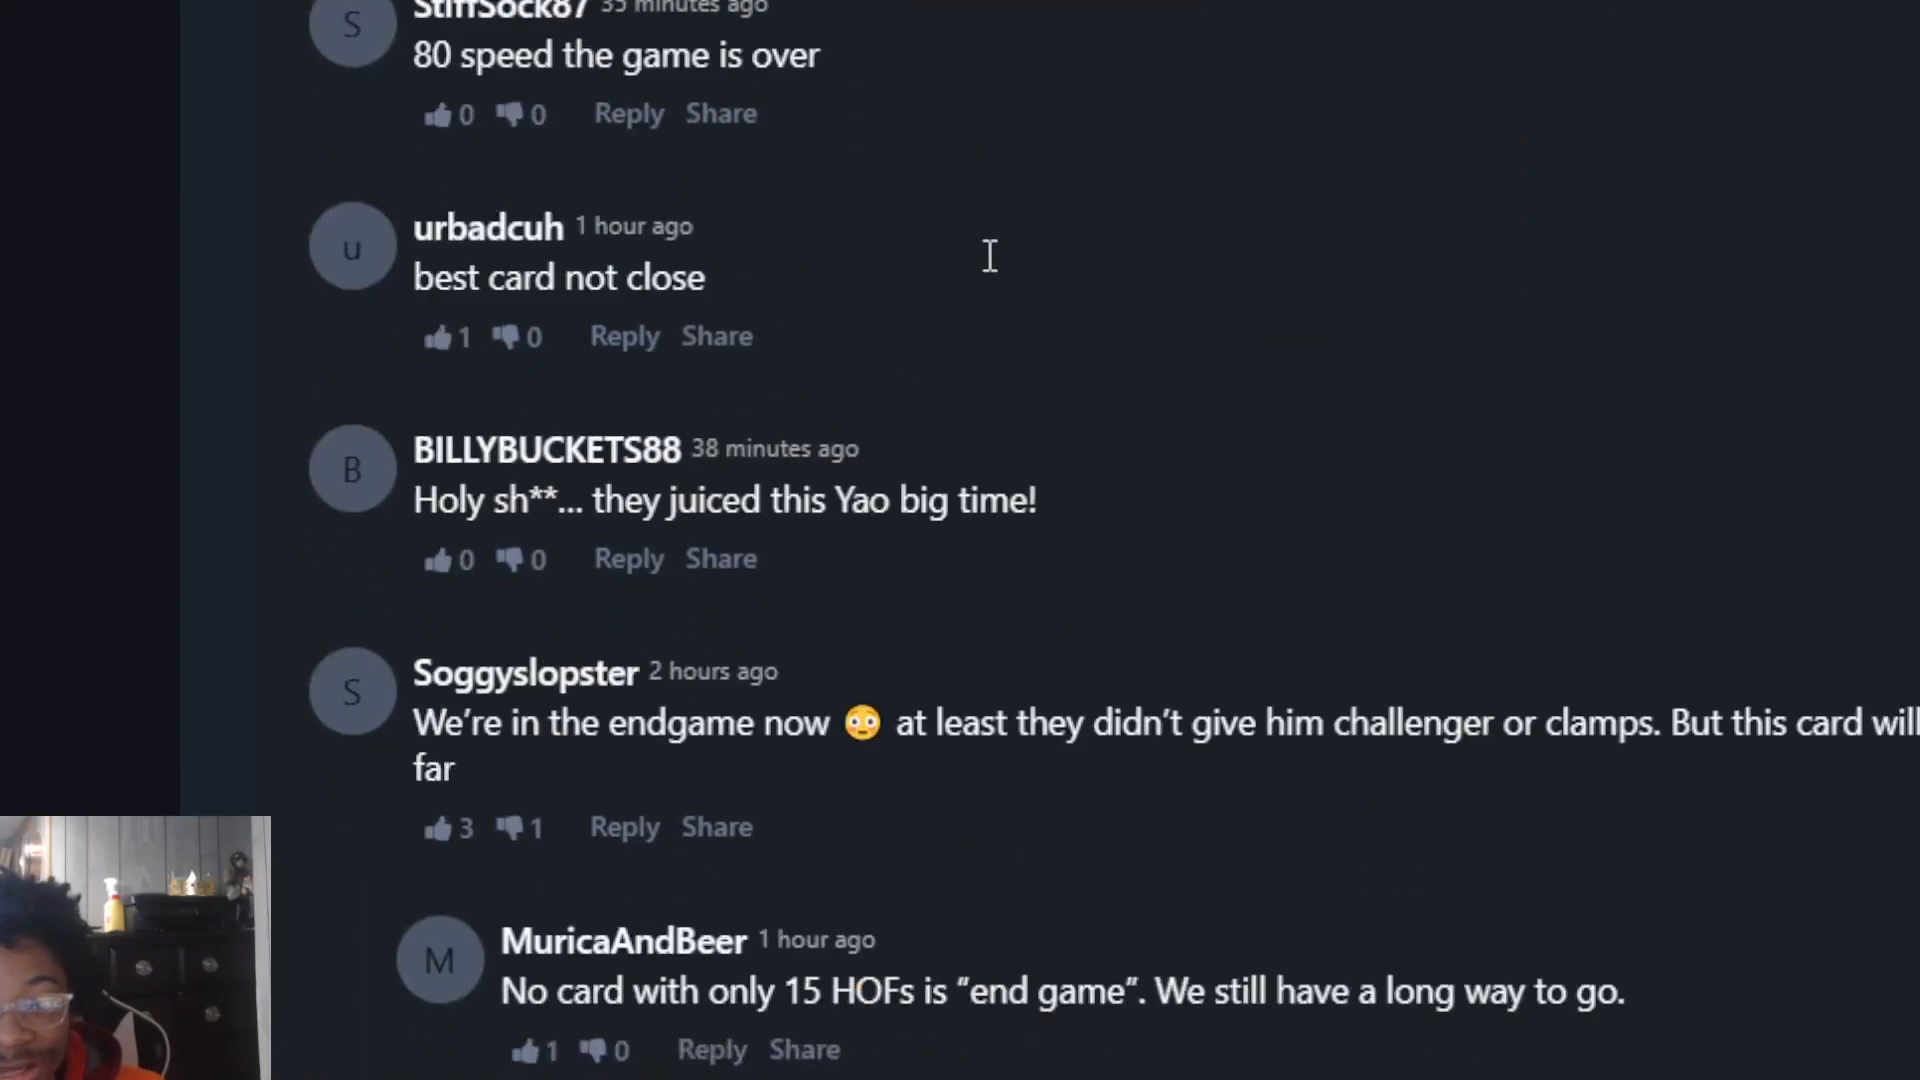 S StiffSock87 35 minutes ago
80 speed the game is over
0 0 Reply Share
u urbadcuh 1 hour ago
best card not close
1 0 Reply Share
B BILLYBUCKETS88 38 minutes ago
Holy sh**... they juiced this Yao big time!
0 0 Reply Share
S Soggyslopster 2 hours ago
We’re in the endgame now 😳 at least they didn’t give him challenger or clamps. But this card will
far
3 1 Reply Share
M MuricaAndBeer 1 hour ago
No card with only 15 HOFs is “end game”. We still have a long way to go.
1 0 Reply Share